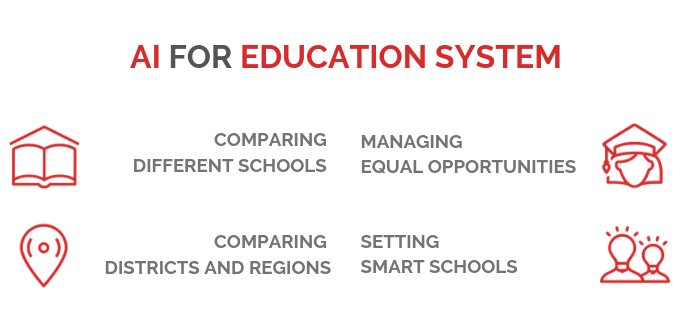 AI FOR EDUCATION SYSTEM
COMPARING
DIFFERENT SCHOOLS
MANAGING
EQUAL OPPORTUNITIES
COMPARING
DISTRICTS AND REGIONS
SETTING
SMART SCHOOLS